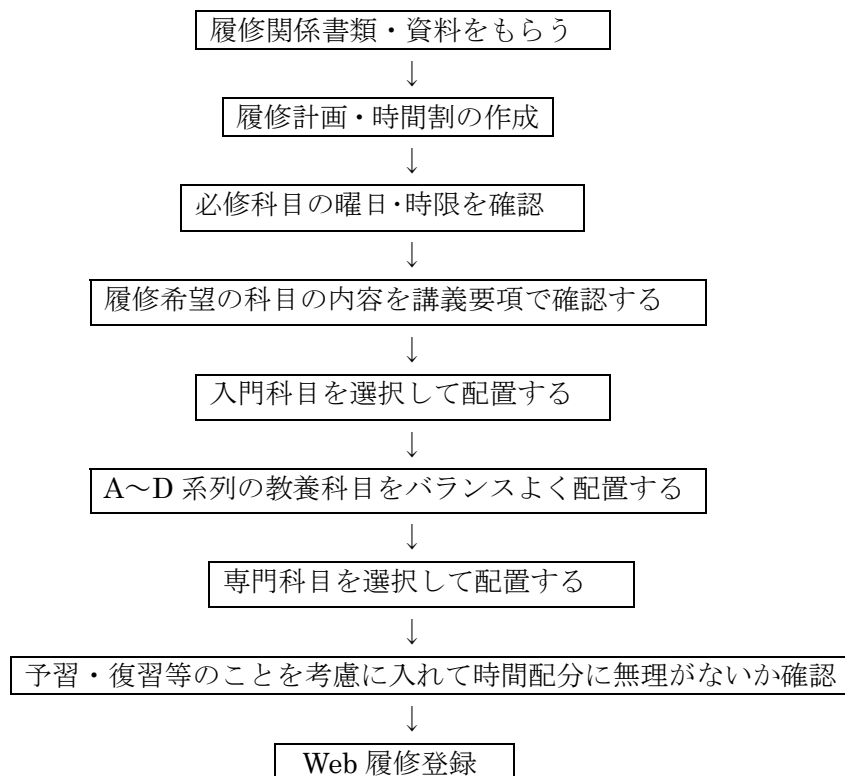 履修関係書類・資料をもらう
↓
履修計画・時間割の作成
↓
必修科目の曜日･時限を確認
↓
履修希望の科目の内容を講義要項で確認する
↓
入門科目を選択して配置する
↓
A～D 系列の教養科目をバランスよく配置する
↓
専門科目を選択して配置する
↓
予習・復習等のことを考慮に入れて時間配分に無理がないか確認
↓
Web 履修登録